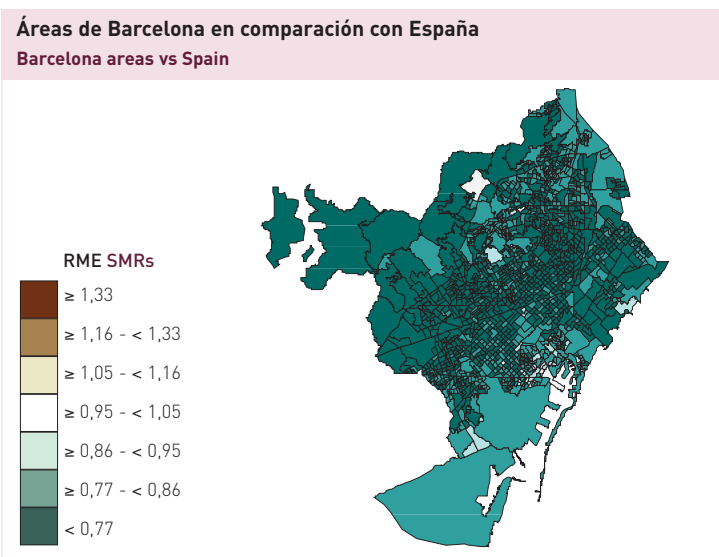 Áreas de Barcelona en comparación con España
Barcelona areas vs Spain
RME SMRs
≥ 1,33
≥ 1,16 - < 1,33
≥ 1,05 - < 1,16
≥ 0,95 - < 1,05
≥ 0,86 - < 0,95
≥ 0,77 - < 0,86
< 0,77